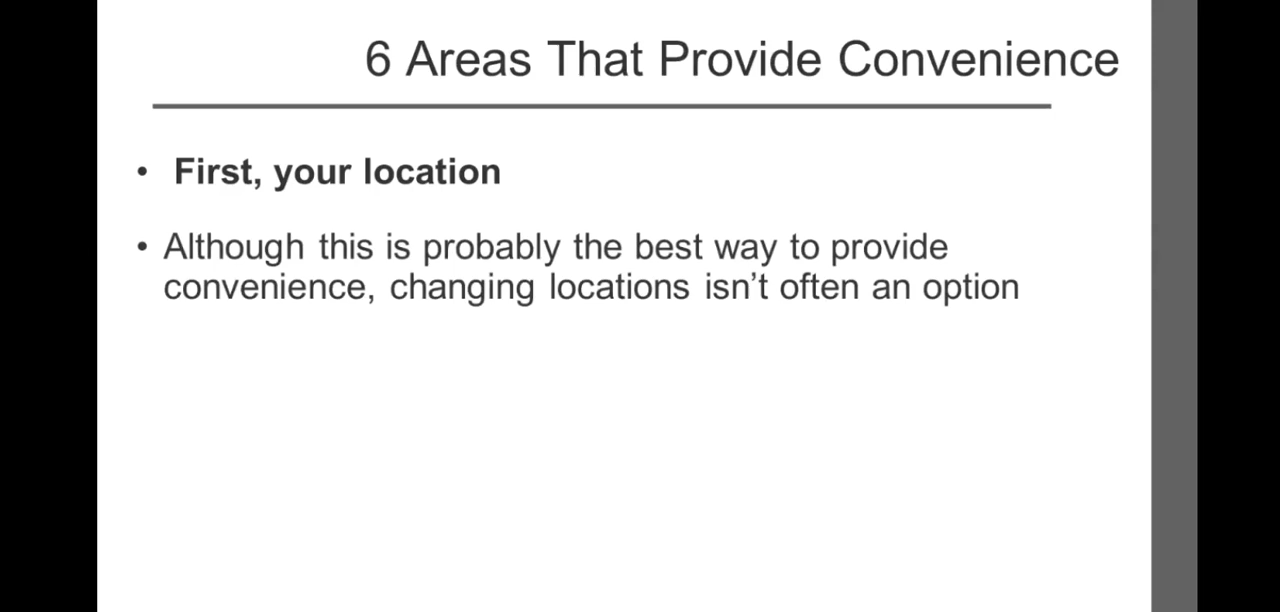 6 Areas That Provide Convenience
• First, your location
• Although this is probably the best way to provide
convenience, changing locations isn’t often an option